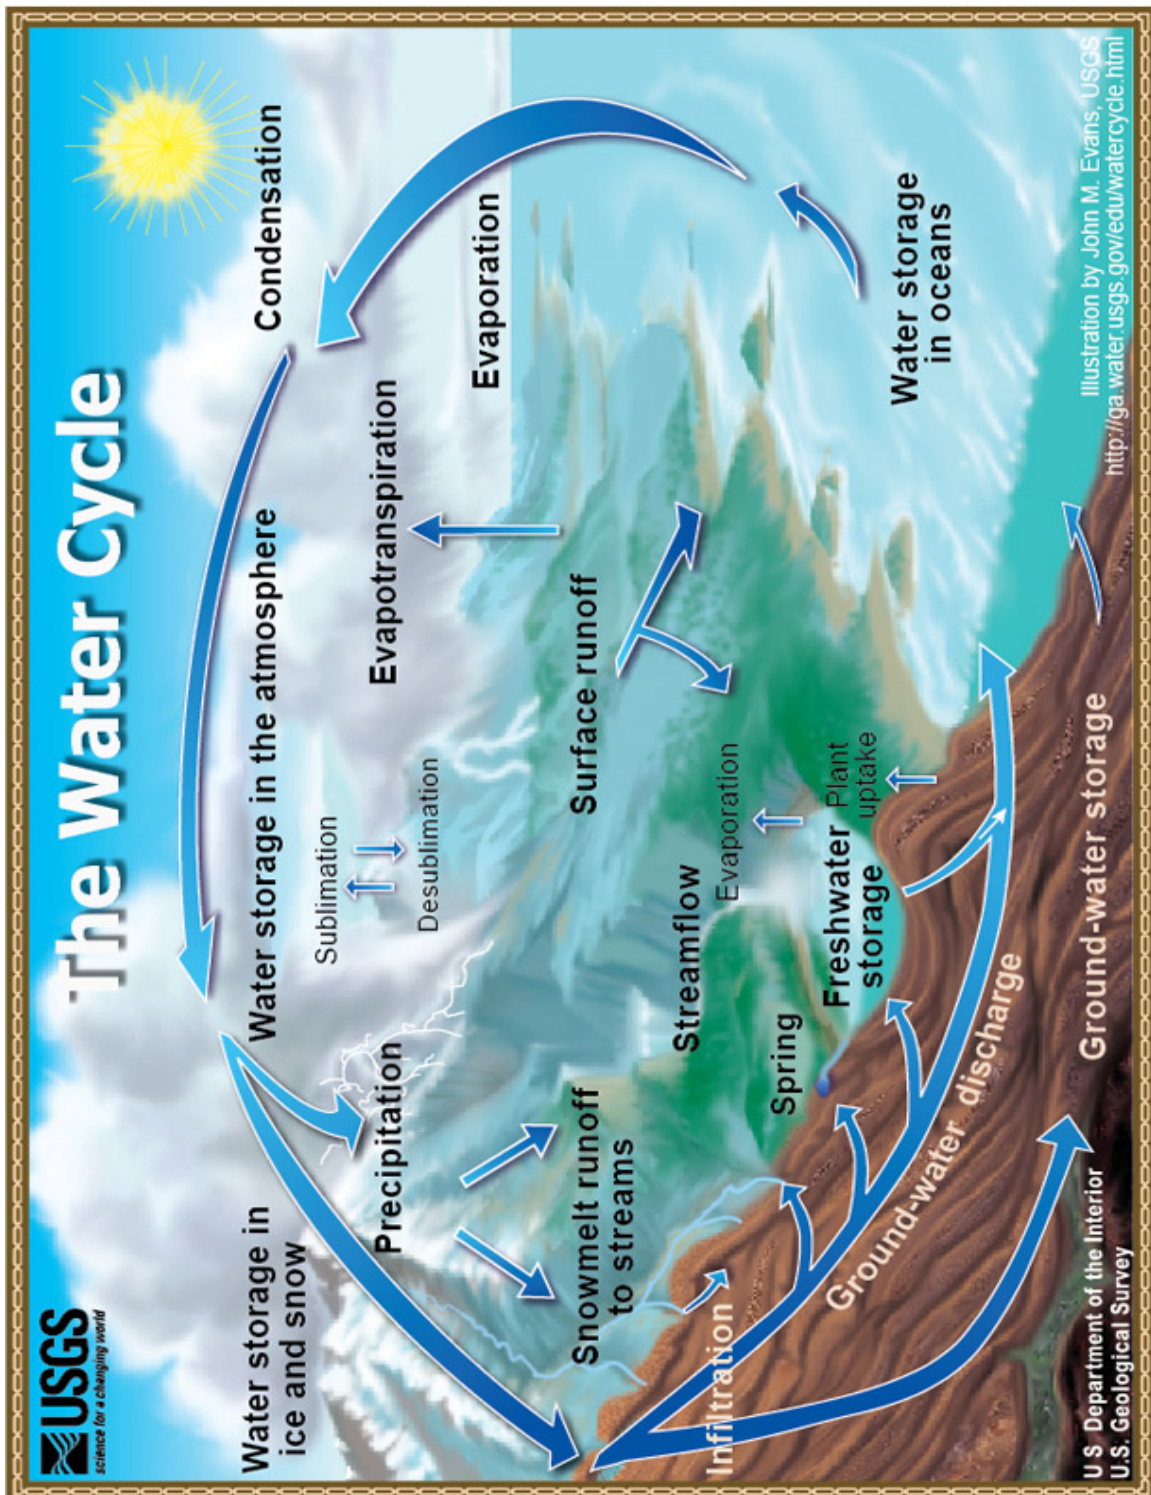 USGS
science for a changing world
The Water Cycle
Water storage in
ice and snow
Water storage in the atmosphere
Condensation
Sublimation
Desublimation
Precipitation
Evapotranspiration
Evaporation
Snowmelt runoff
to streams
Surface runoff
Streamflow
Evaporation
Spring
Freshwater
storage
Plant
uptake
Water storage
in oceans
Infiltration
Ground-water discharge
Ground-water storage
U S Department of the Interior
U.S. Geological Survey
Illustration by John M. Evans, USGS
http://ga.water.usgs.gov/edu/watercycle.html